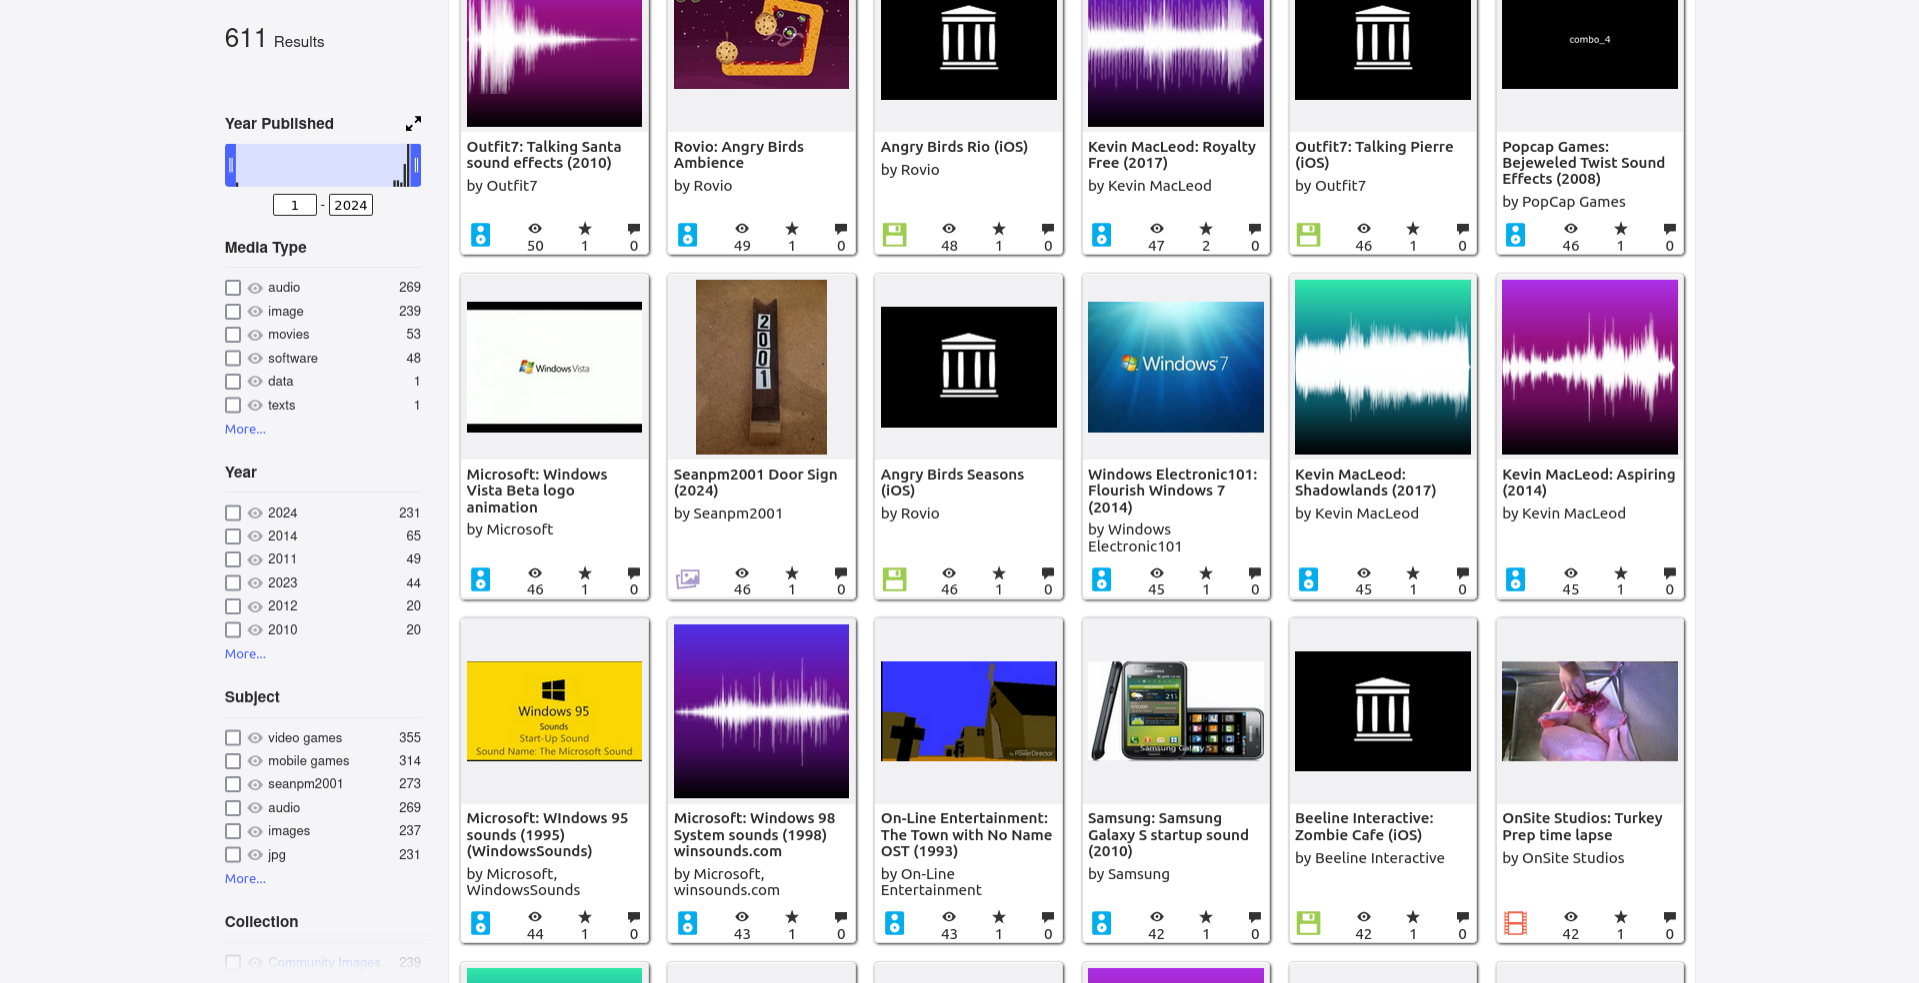 611 Results
Year Published
1 - 2024
Media Type
audio 269
image 239
movies 53
software 48
data 1
texts 1
More...
Year
2024 231
2014 65
2011 49
2023 44
2012 20
2010 20
More...
Subject
video games 355
mobile games 314
seanpm2001 273
audio 269
images 237
jpg 231
More...
Collection
Community Images 239
Outfit7: Talking Santa
sound effects (2010)
by Outfit7
50 1 0
Rovio: Angry Birds
Ambience
by Rovio
49 1 0
Angry Birds Rio (iOS)
by Rovio
48 1 0
Kevin MacLeod: Royalty
Free (2017)
by Kevin MacLeod
47 2 0
Outfit7: Talking Pierre
(iOS)
by Outfit7
46 1 0
combo_4
Popcap Games:
Bejeweled Twist Sound
Effects (2008)
by PopCap Games
46 1 0
Windows Vista
Microsoft: Windows
Vista Beta logo
animation
by Microsoft
46 1 0
2001
Seanpm2001 Door Sign
(2024)
by Seanpm2001
46 1 0
Angry Birds Seasons
(iOS)
by Rovio
46 1 0
Windows 7
Windows Electronic101:
Flourish Windows 7
(2014)
by Windows
Electronic101
45 1 0
Kevin MacLeod:
Shadowlands (2017)
by Kevin MacLeod
45 1 0
Kevin MacLeod: Aspiring
(2014)
by Kevin MacLeod
45 1 0
Windows 95
Sounds
Start-Up Sound
Sound Name: The Microsoft Sound
Microsoft: WIndows 95
sounds (1995)
(WindowsSounds)
by Microsoft,
WindowsSounds
44 1 0
Microsoft: Windows 98
System sounds (1998)
winsounds.com
by Microsoft,
winsounds.com
43 1 0
by PowerDirector
On-Line Entertainment:
The Town with No Name
OST (1993)
by On-Line
Entertainment
43 1 0
Samsung Galaxy S
Samsung: Samsung
Galaxy S startup sound
(2010)
by Samsung
42 1 0
Beeline Interactive:
Zombie Cafe (iOS)
by Beeline Interactive
42 1 0
OnSite Studios: Turkey
Prep time lapse
by OnSite Studios
42 1 0